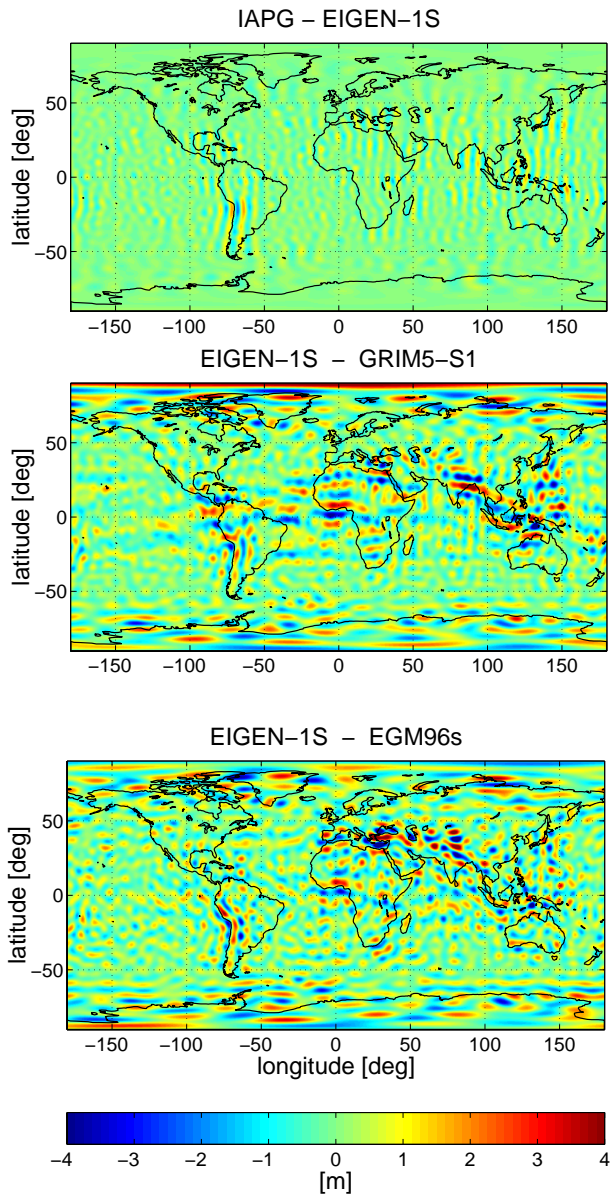 IAPG − EIGEN−1S
latitude [deg]
50
0
−50
−150 −100 −50 0 50 100 150
EIGEN−1S − GRIM5−S1
latitude [deg]
50
0
−50
−150 −100 −50 0 50 100 150
EIGEN−1S − EGM96s
latitude [deg]
50
0
−50
−150 −100 −50 0 50 100 150
longitude [deg]
−4 −3 −2 −1 0 1 2 3 4
[m]